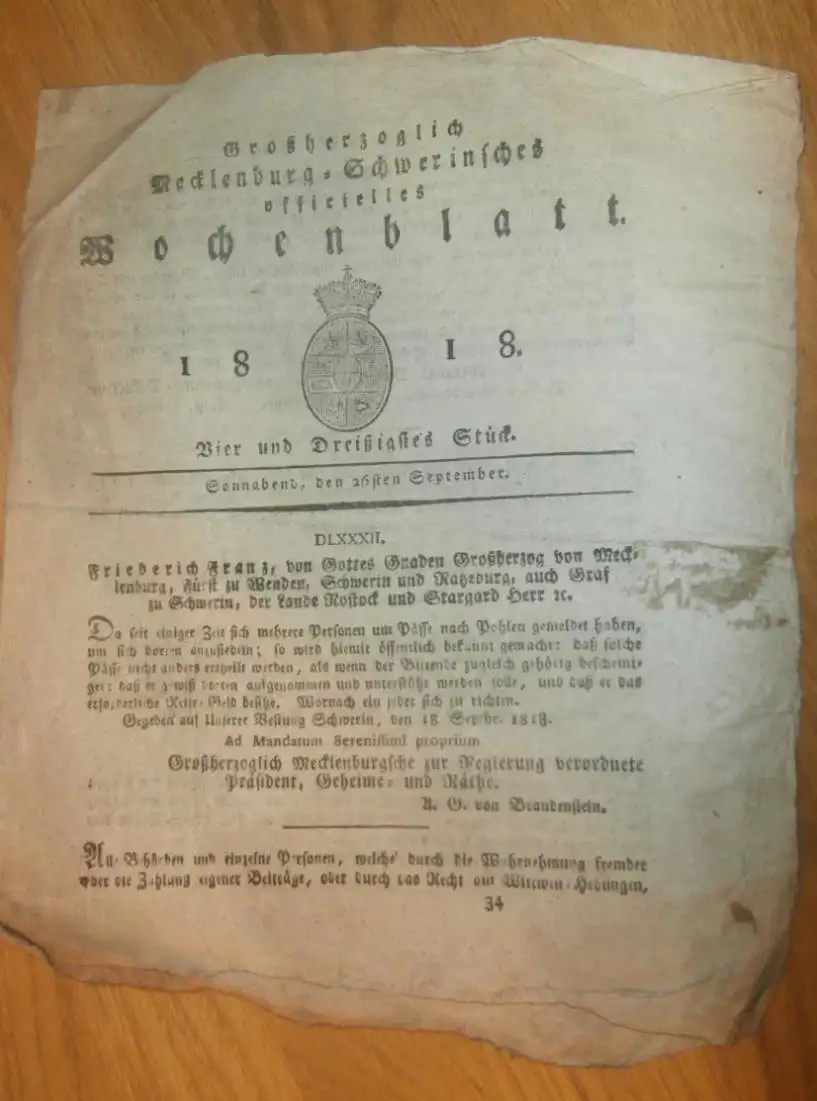 Großherzoglich
Mecklenburg-Schwerinsches
officielles
Wochenblatt.
1818.
Vier und Dreißigstes Stück.
Sonnabend, den 26sten September.
DLXXXII.
Friederich Franz, von Gottes Gnaden Großherzog von Meck-
lenburg, Fürst zu Wenden, Schwerin und Ratzeburg, auch Graf
zu Schwerin, der Lande Rostock und Stargard Herr ꝛc.
Da seit einiger Zeit sich mehrere Personen um Pässe nach Pohlen gemeldet haben,
um sich dorten anzusiedeln; so wird hiemit öffentlich bekannt gemacht: daß solche
Pässe nicht anders ertheilt werden, als wenn der Bittende zugleich gehörig bescheini-
get: daß er gewiß dorten aufgenommen und unterstützt werden solle, und daß er das
erforderliche Reise-Geld besitze. Wornach ein jeder sich zu richten.
Gegeben auf Unserer Vestung Schwerin, den 18 Septbr. 1818.
Ad Mandatum Serenissimi proprium
Großherzoglich Mecklenburgsche zur Regierung verordnete
Präsident, Geheime- und Räthe.
A. G. von Brandenstein.
Alle Behörden und einzelne Personen, welche durch die Wahrnehmung fremder
oder die Zahlung eigener Beiträge, oder durch das Recht auf Wittwen-Hebungen,
34